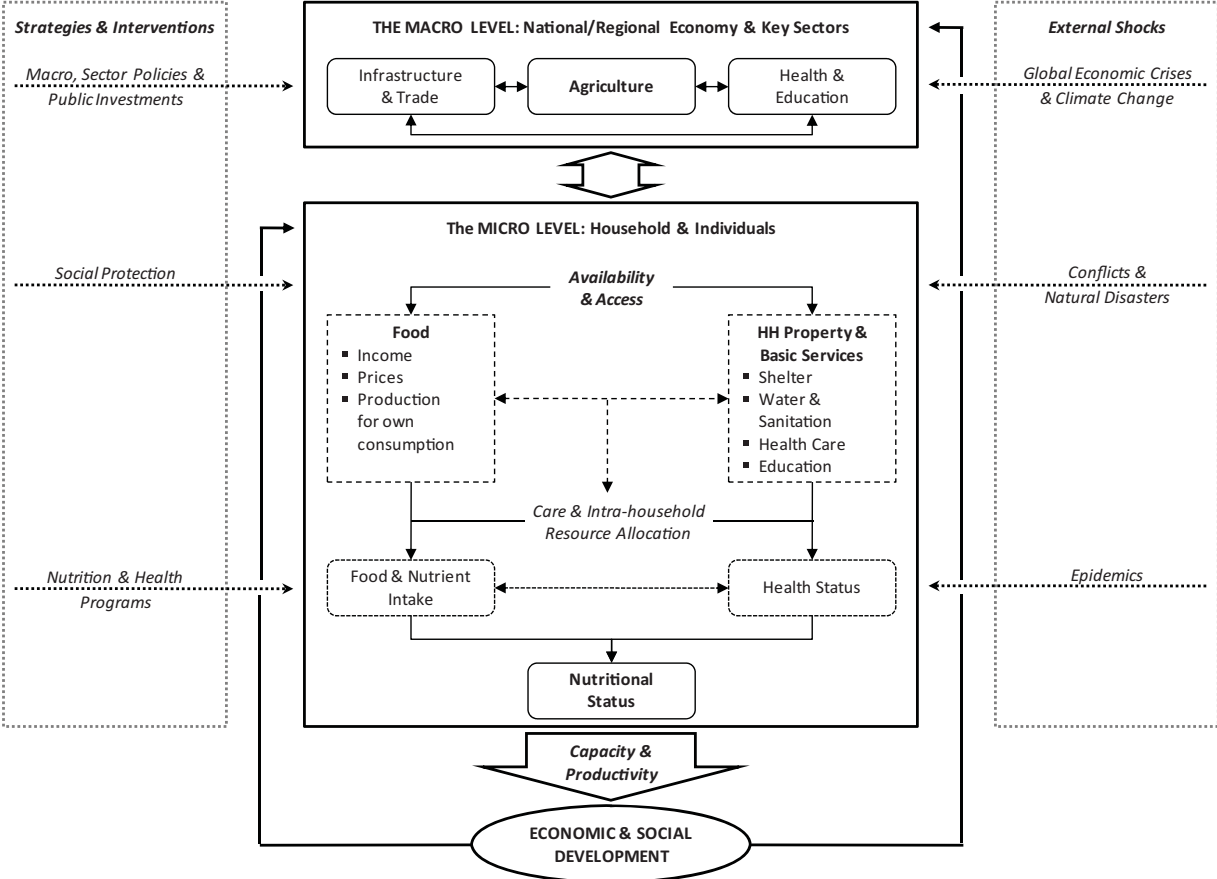 Strategies & Interventions
Macro, Sector Policies &
Public Investments
Social Protection
Nutrition & Health
Programs
THE MACRO LEVEL: National/Regional Economy & Key Sectors
Infrastructure
& Trade
Agriculture
Health &
Education
The MICRO LEVEL: Household & Individuals
Availability
& Access
Food
▪ Income
▪ Prices
▪ Production
for own
consumption
HH Property &
Basic Services
▪ Shelter
▪ Water &
Sanitation
▪ Health Care
▪ Education
Care & Intra-household
Resource Allocation
Food & Nutrient
Intake
Health Status
Nutritional
Status
Capacity &
Productivity
ECONOMIC & SOCIAL
DEVELOPMENT
External Shocks
Global Economic Crises
& Climate Change
Conflicts &
Natural Disasters
Epidemics